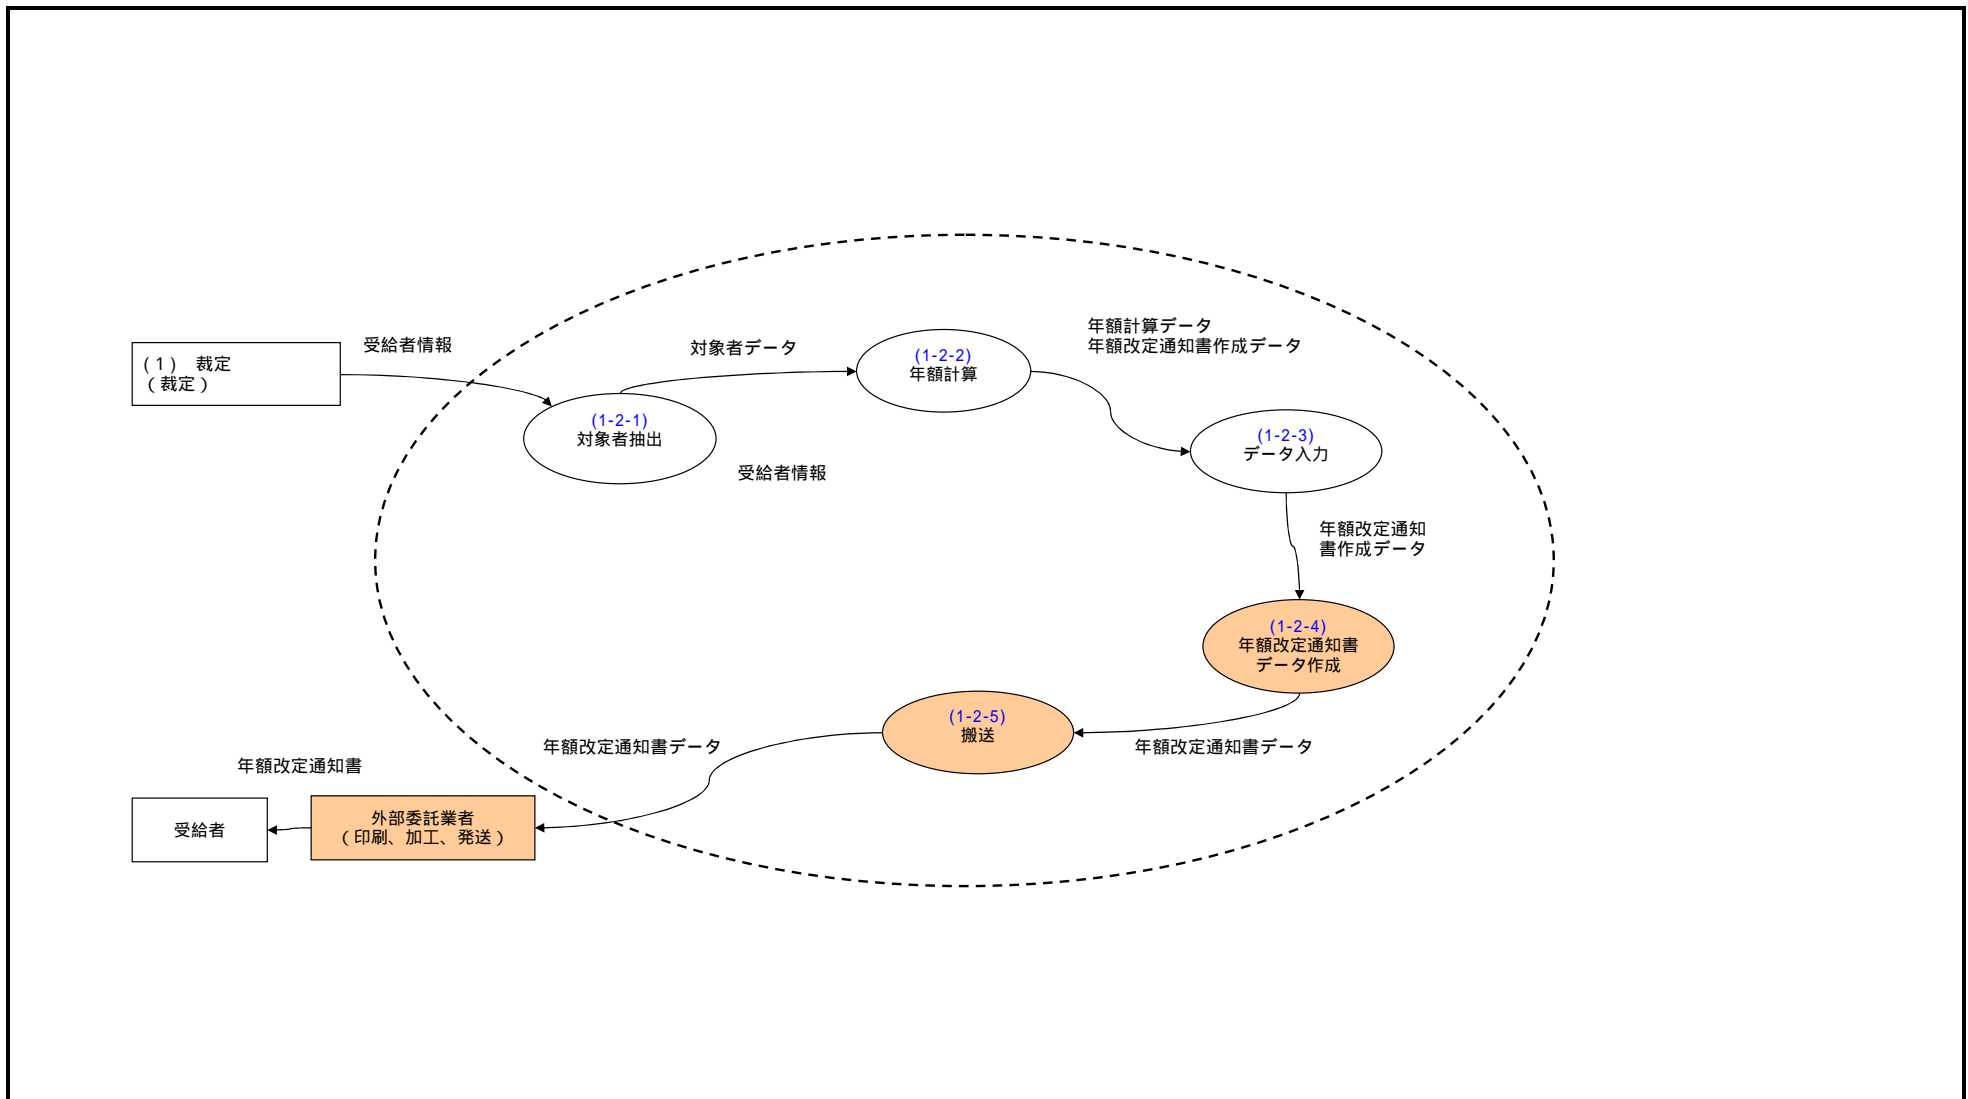 (１)　裁定
（裁定）
受給者情報
対象者データ
(1-2-1)
対象者抽出
受給者情報
(1-2-2)
年額計算
年額計算データ
年額改定通知書作成データ
(1-2-3)
データ入力
年額改定通知
書作成データ
(1-2-4)
年額改定通知書
データ作成
年額改定通知書データ
(1-2-5)
搬送
年額改定通知書データ
年額改定通知書
外部委託業者
（印刷、加工、発送）
受給者